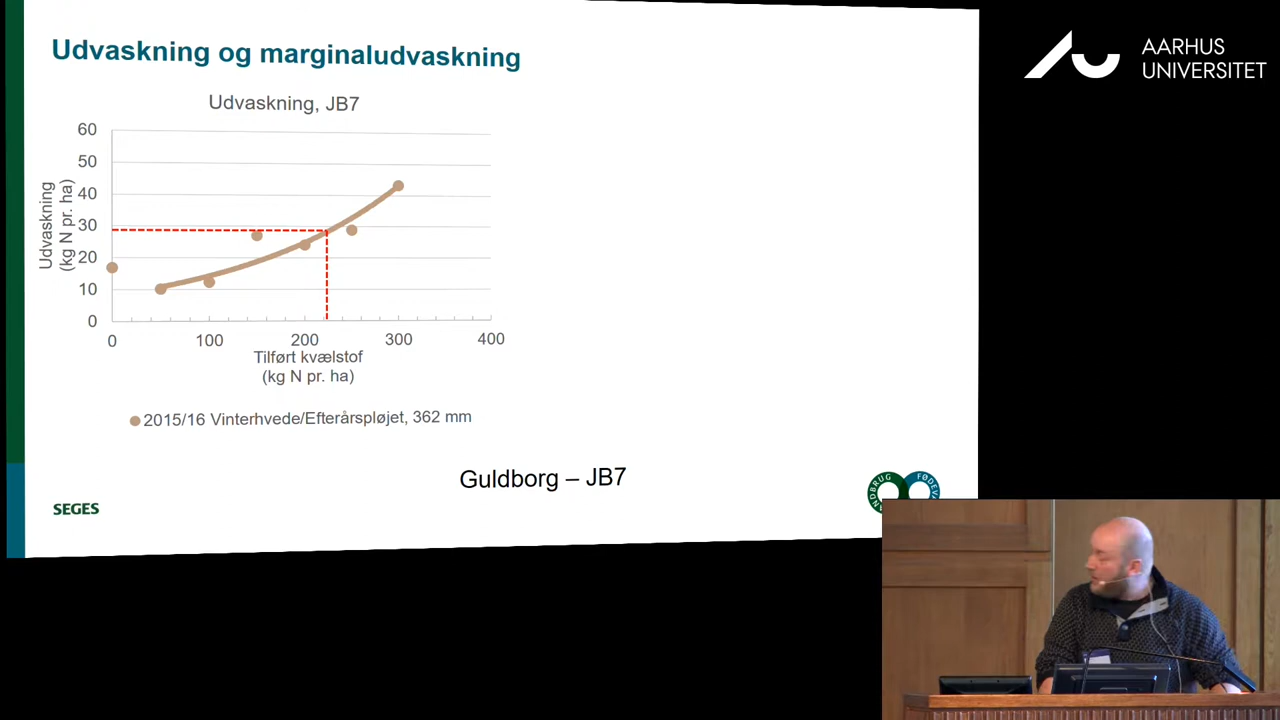 Udvaskning og marginaludvaskning
AARHUS
UNIVERSITET
Udvaskning, JB7
60
50
40
30
20
10
0
Udvaskning
(kg N pr. ha)
0 100 200 300 400
Tilført kvælstof
(kg N pr. ha)
2015/16 Vinterhvede/Efterårspløjet, 362 mm
Guldborg – JB7
SEGES